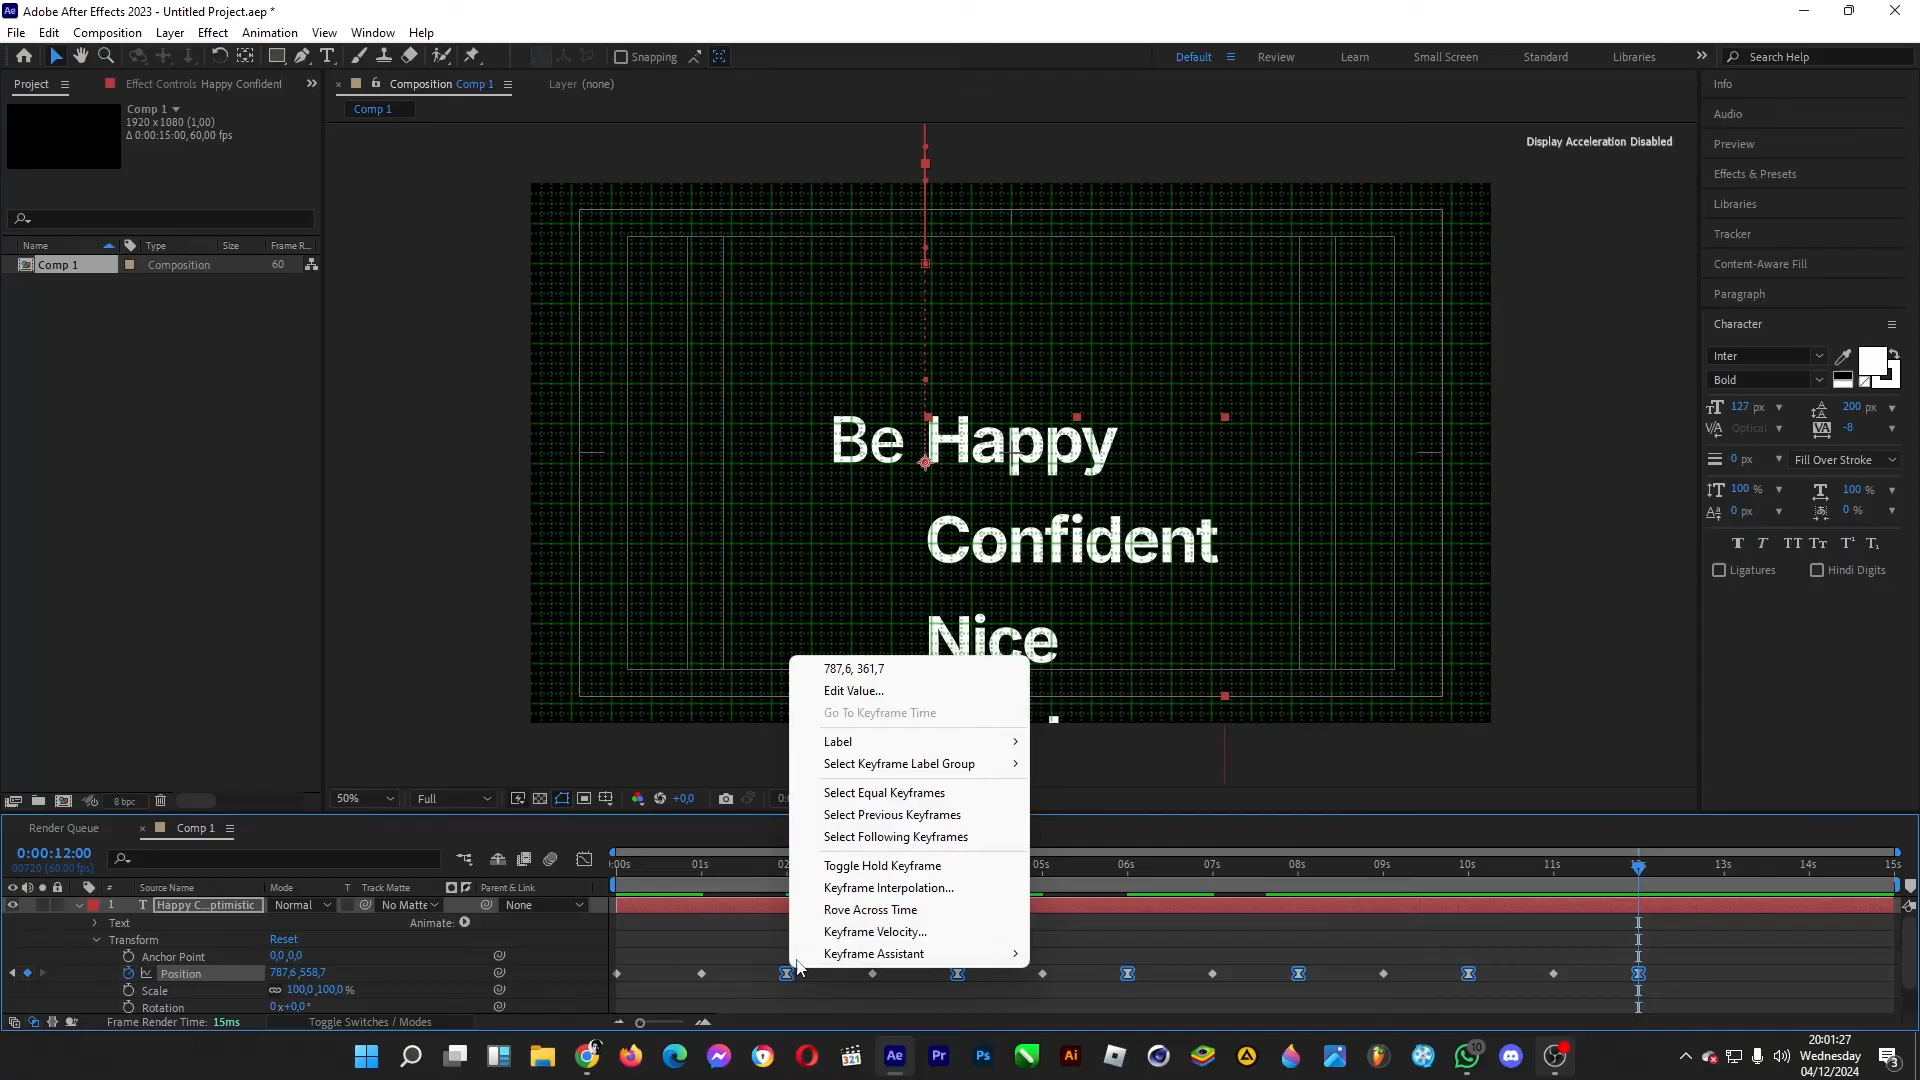 Adobe After Effects 2023 - Untitled Project.aep *
File Edit Composition Layer Effect Animation View Window Help
Snapping
Default Review Learn Small Screen Standard Libraries
Search Help
Project
Effect Controls Happy Confident
Comp 1
1920 x 1080 (1,00)
Δ 0:00:15:00, 60,00 fps
Name Type Size Frame R...
Comp 1 Composition 60
8 bpc
Composition Comp 1
Layer (none)
Comp 1
Display Acceleration Disabled
Be Happy
Confident
Nice
50% Full +0,0
787,6, 361,7
Edit Value...
Go To Keyframe Time
Label
Select Keyframe Label Group
Select Equal Keyframes
Select Previous Keyframes
Select Following Keyframes
Toggle Hold Keyframe
Keyframe Interpolation...
Rove Across Time
Keyframe Velocity...
Keyframe Assistant
Info
Audio
Preview
Effects & Presets
Libraries
Tracker
Content-Aware Fill
Paragraph
Character
Inter
Bold
127 px 200 px
Optical -8
0 px Fill Over Stroke
100 % 100 %
0 px 0 %
Ligatures Hindi Digits
Render Queue Comp 1
0:00:12:00
00720 (60.00 fps)
:00s 01s 02 05s 06s 07s 08s 09s 10s 11s 13s 14s 15s
# Source Name Mode T Track Matte Parent & Link
1 T Happy C...ptimistic Normal No Matte None
Text Animate:
Transform Reset
Anchor Point 0,0,0,0
Position 787,6,558,7
Scale 100,0,100,0%
Rotation 0x+0,0°
Frame Render Time: 15ms Toggle Switches / Modes
20:01:27
Wednesday
04/12/2024